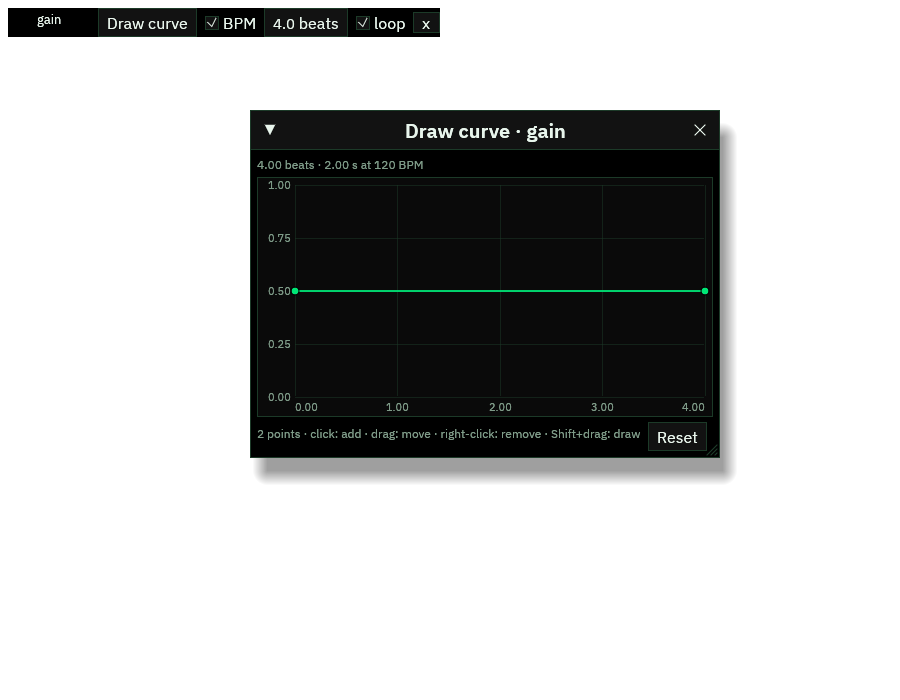 gain Draw curve BPM 4.0 beats loop x
▼ Draw curve · gain
4.00 beats · 2.00 s at 120 BPM
1.00
0.75
0.50
0.25
0.00
0.00 1.00 2.00 3.00 4.00
2 points · click: add · drag: move · right-click: remove · Shift+drag: draw Reset